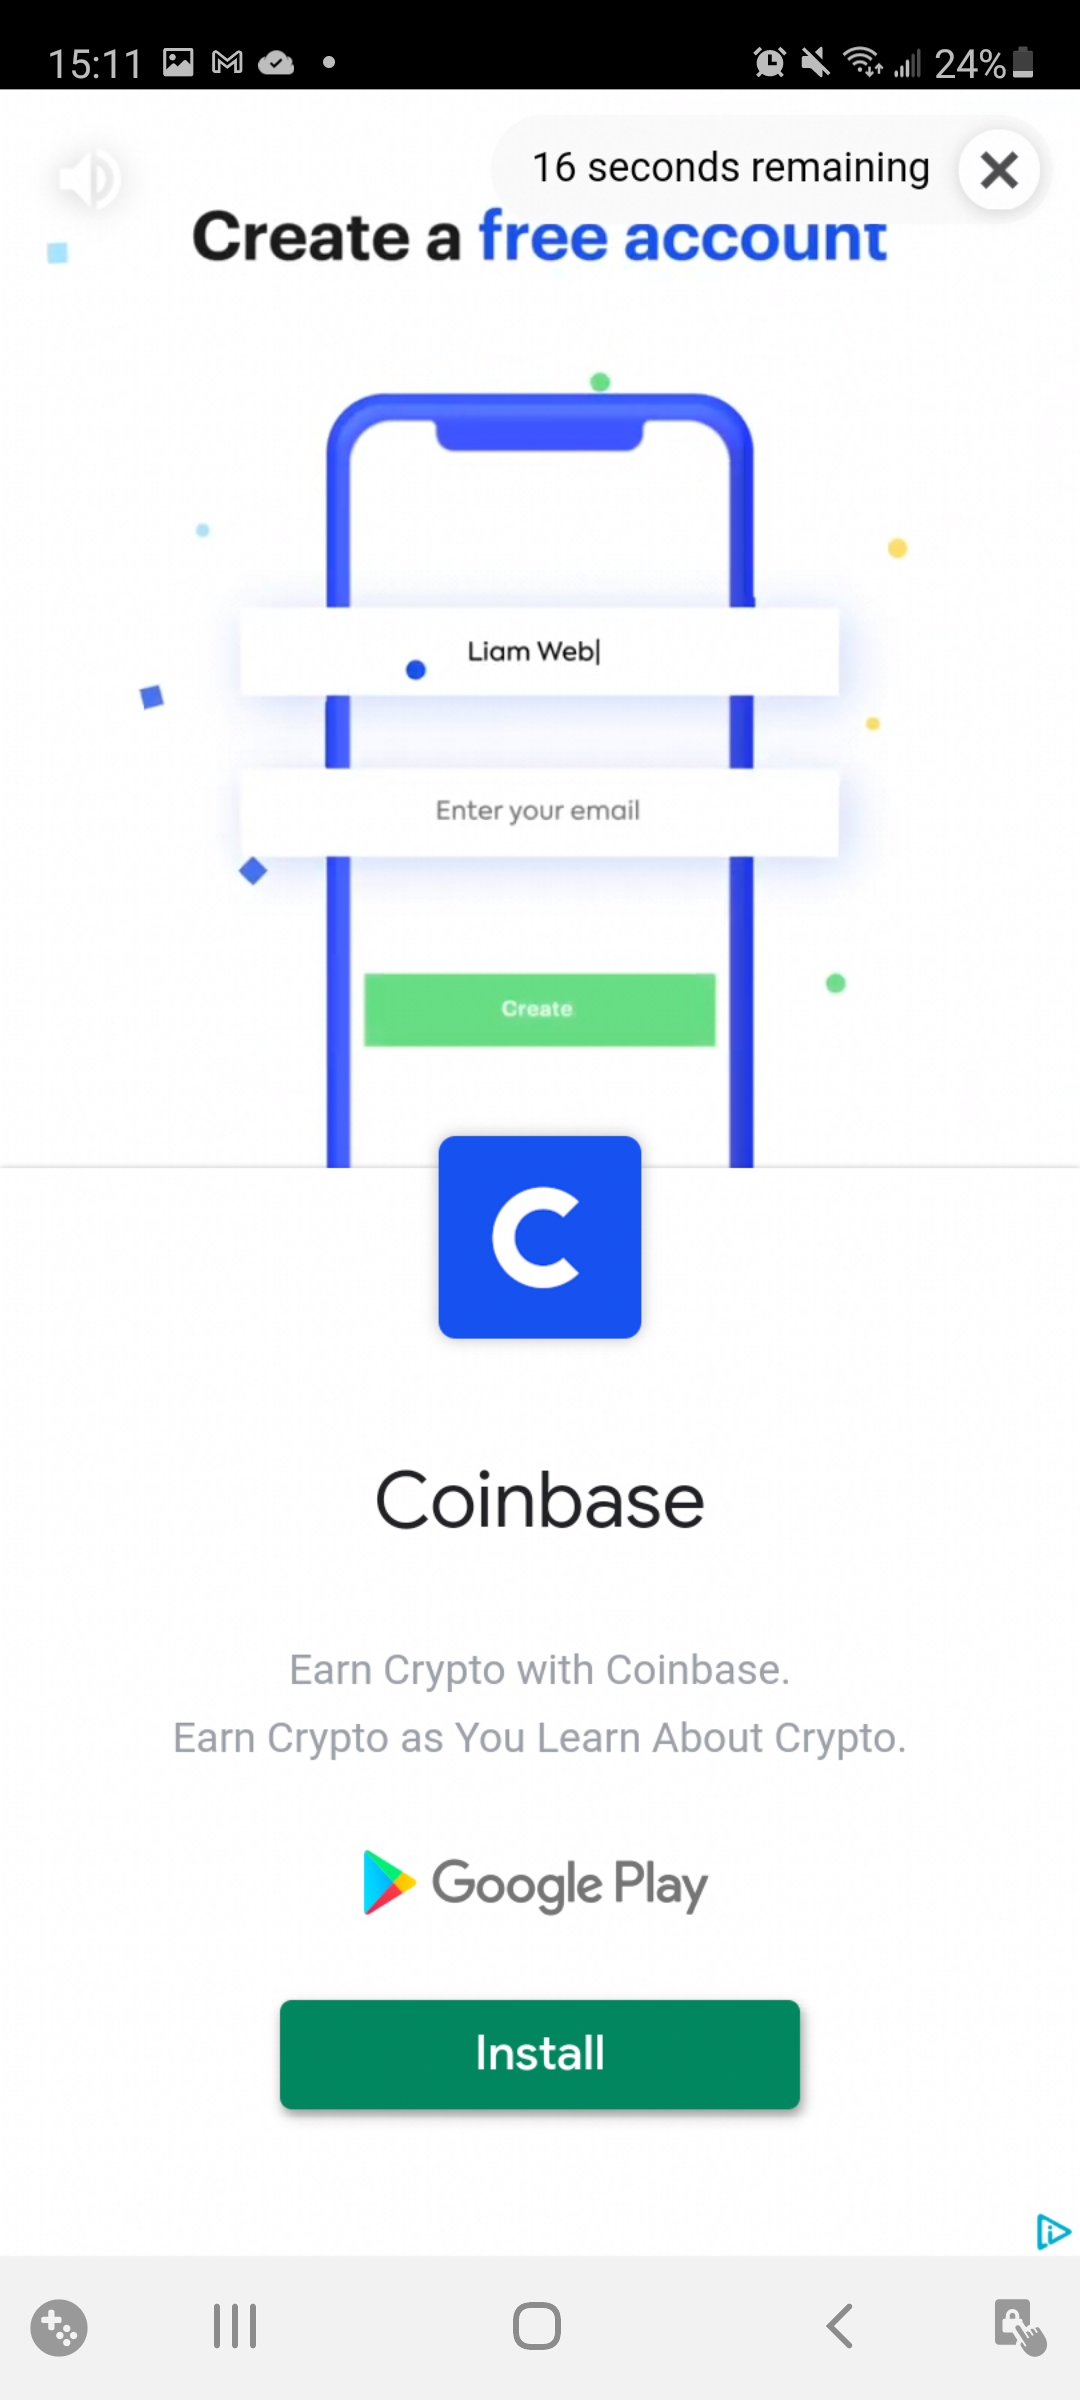 15:11 24%
16 seconds remaining
Create a free account
Liam Web
Enter your email
Create
Coinbase
Earn Crypto with Coinbase.
Earn Crypto as You Learn About Crypto.
Google Play
Install